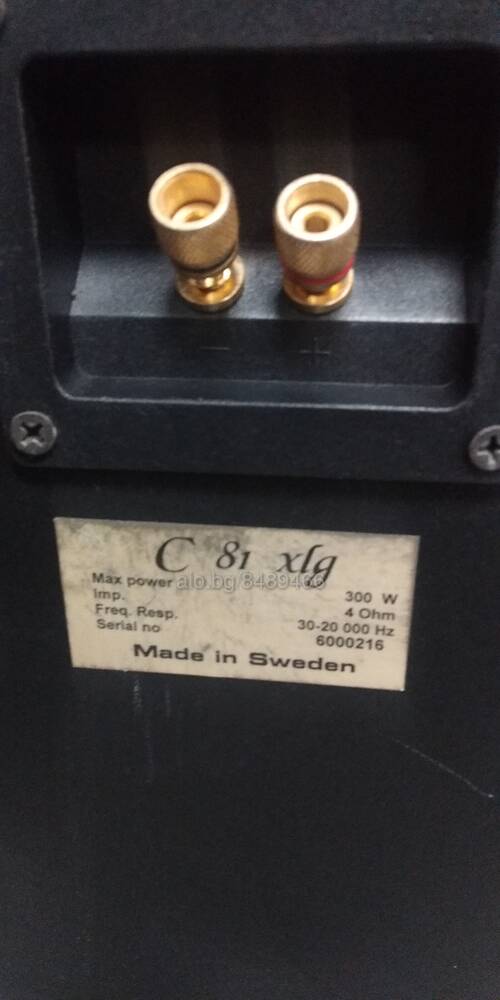 − +
C 81 xlg
Max power 300 W
alo.bg/8489466
Imp. 4 Ohm
Freq. Resp. 30-20 000 Hz
Serial no 6000216
Made in Sweden